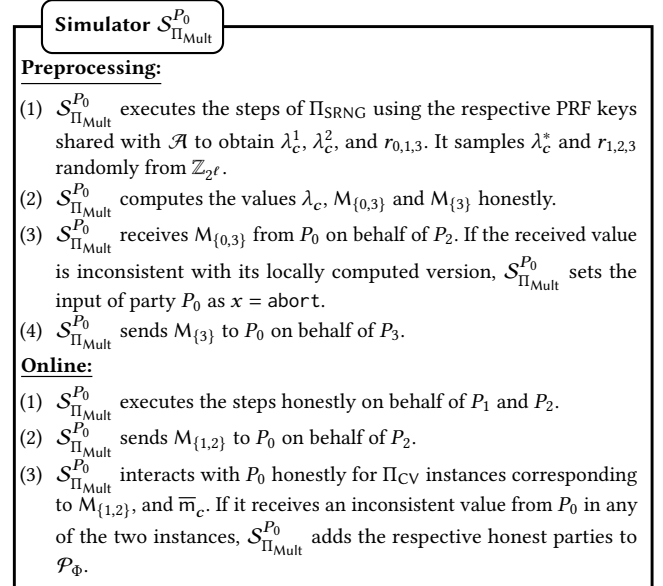 Simulator 𝒮^{P_0}_{Π_Mult}
Preprocessing:
(1) 𝒮^{P_0}_{Π_Mult} executes the steps of Π_SRNG using the respective PRF keys
shared with 𝒜 to obtain λ_c^1, λ_c^2, and r_{0,1,3}. It samples λ_c^* and r_{1,2,3}
randomly from ℤ_{2^ℓ}.
(2) 𝒮^{P_0}_{Π_Mult} computes the values λ_c, M_{{0,3}} and M_{{3}} honestly.
(3) 𝒮^{P_0}_{Π_Mult} receives M_{{0,3}} from P_0 on behalf of P_2. If the received value
is inconsistent with its locally computed version, 𝒮^{P_0}_{Π_Mult} sets the
input of party P_0 as x = abort.
(4) 𝒮^{P_0}_{Π_Mult} sends M_{{3}} to P_0 on behalf of P_3.
Online:
(1) 𝒮^{P_0}_{Π_Mult} executes the steps honestly on behalf of P_1 and P_2.
(2) 𝒮^{P_0}_{Π_Mult} sends M_{{1,2}} to P_0 on behalf of P_2.
(3) 𝒮^{P_0}_{Π_Mult} interacts with P_0 honestly for Π_CV instances corresponding
to M_{{1,2}}, and m̅_c. If it receives an inconsistent value from P_0 in any
of the two instances, 𝒮^{P_0}_{Π_Mult} adds the respective honest parties to
𝒫_Φ.